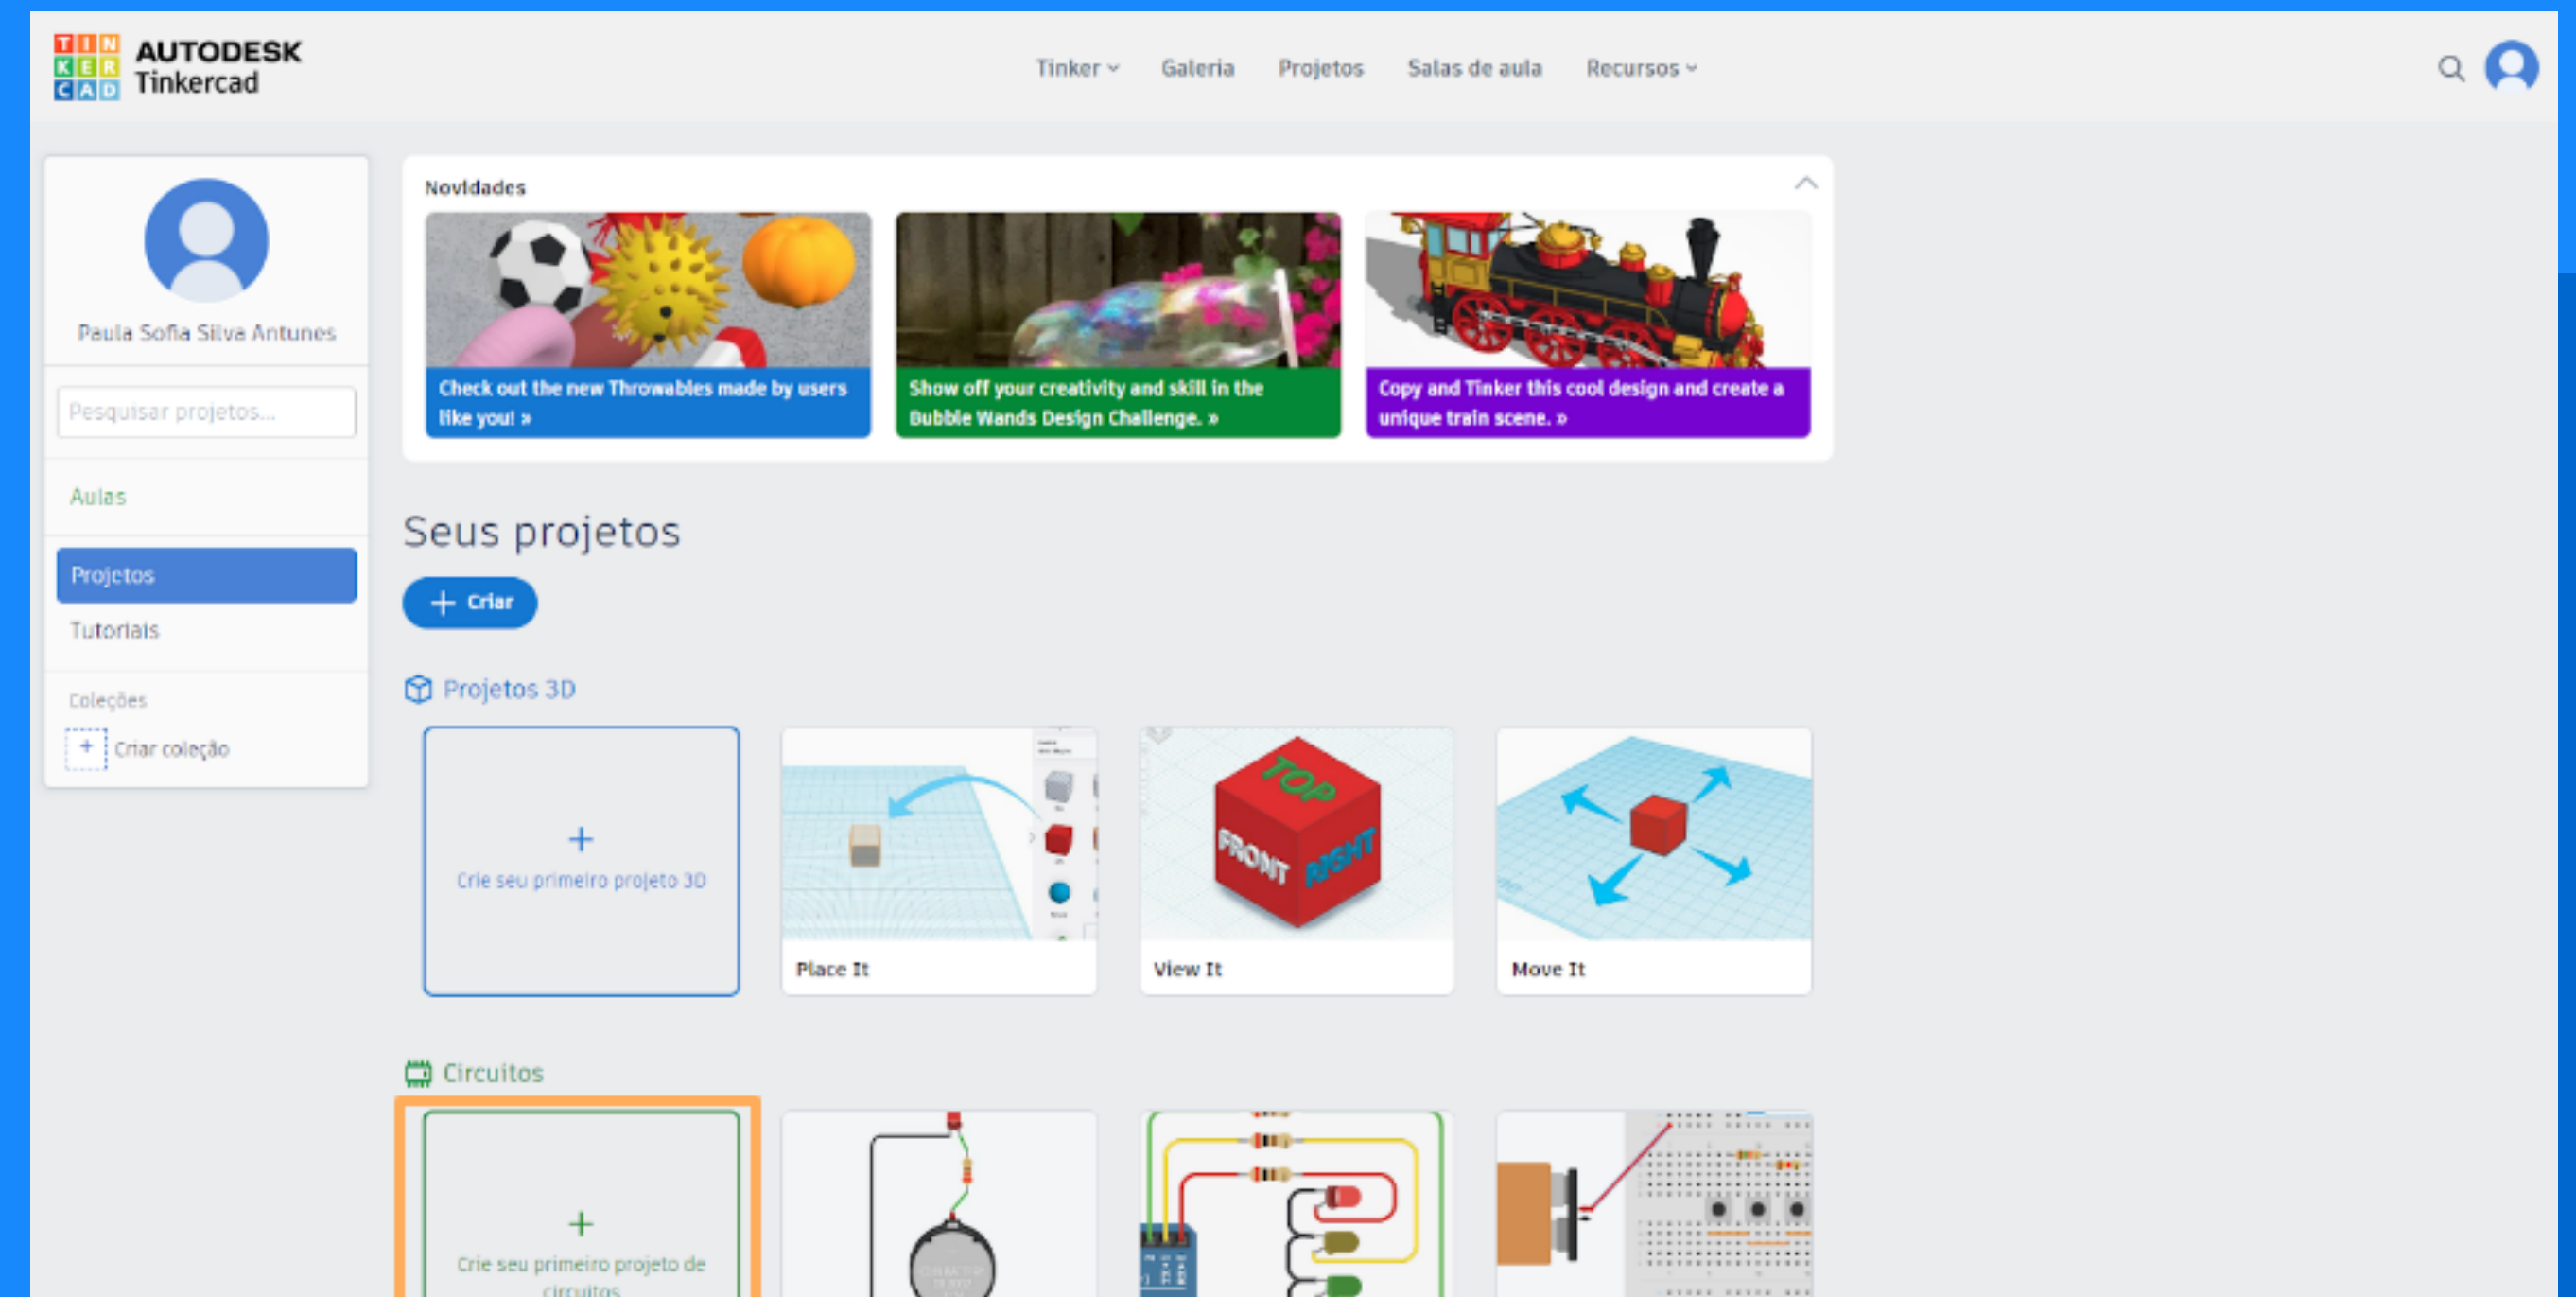 TIN
KER
CAD
AUTODESK
Tinkercad
Tinker
Galeria
Projetos
Salas de aula
Recursos
Paula Sofia Silva Antunes
Pesquisar projetos...
Aulas
Projetos
Tutoriais
Coleções
+ Criar coleção
Novidades
Check out the new Throwables made by users
like you! »
Show off your creativity and skill in the
Bubble Wands Design Challenge. »
Copy and Tinker this cool design and create a
unique train scene. »
Seus projetos
+ Criar
Projetos 3D
+
Crie seu primeiro projeto 3D
Place It
TOP
FRONT
RIGHT
View It
Move It
Circuitos
+
Crie seu primeiro projeto de
circuitos